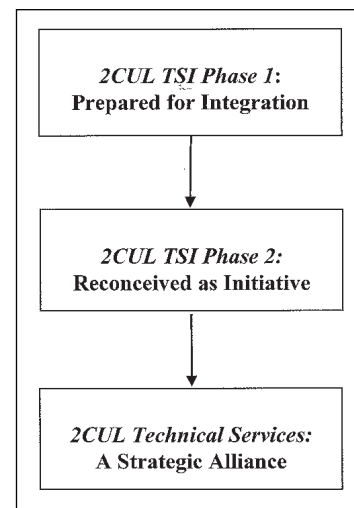 2CUL TSI Phase 1:
Prepared for Integration
2CUL TSI Phase 2:
Reconceived as Initiative
2CUL Technical Services:
A Strategic Alliance